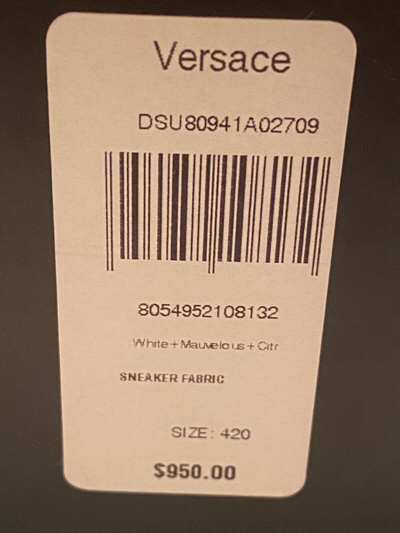 Versace
DSU80941A02709
8054952108132
White+Mauvelous+Citr
SNEAKER FABRIC
SIZE: 420
$950.00